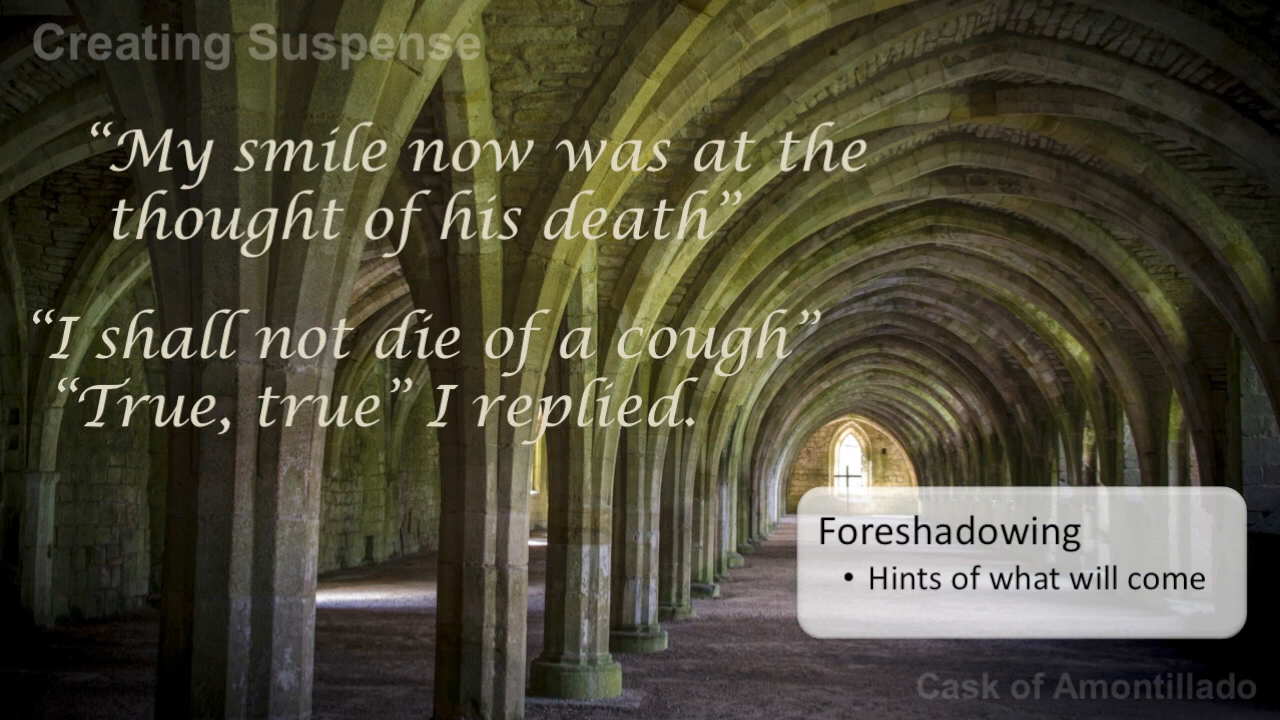 Creating Suspense
“My smile now was at the
thought of his death”
“I shall not die of a cough”
“True, true” I replied.
Foreshadowing
• Hints of what will come
Cask of Amontillado